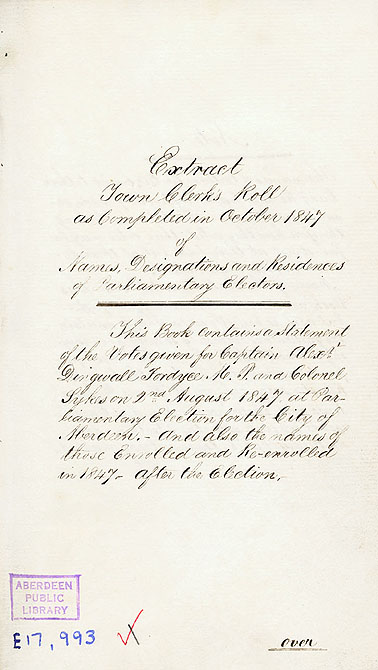 Extract
Town Clerks Roll
as Completed in October 1847
of
Names, Designations and Residences
of Parliamentary Electors.
This Book contains a Statement
of the Votes given for Captain Alexr
Dingwall Fordyce M. P. and Colonel
Sykes on 2nd August 1847 at Par-
liamentary Election for the City of
Aberdeen. - And also the names of
those Enrolled and Re-enrolled
in 1847 - After the Election.
ABERDEEN
PUBLIC
LIBRARY
E17,993
over